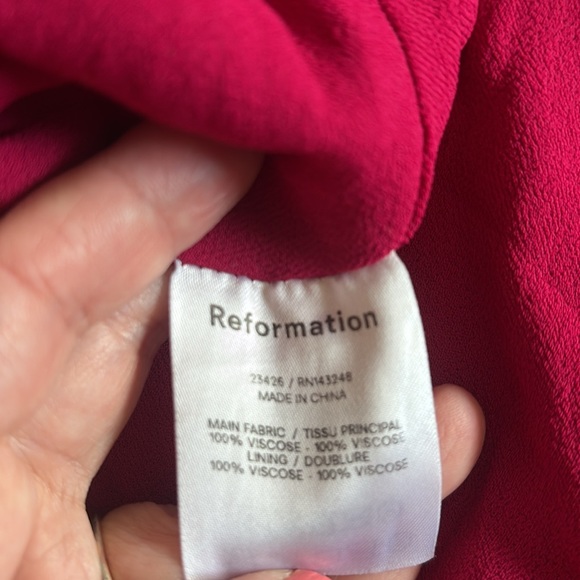 Reformation
23426 / RN143248
MADE IN CHINA
MAIN FABRIC / TISSU PRINCIPAL
100% VISCOSE - 100% VISCOSE
LINING / DOUBLURE
100% VISCOSE - 100% VISCOSE